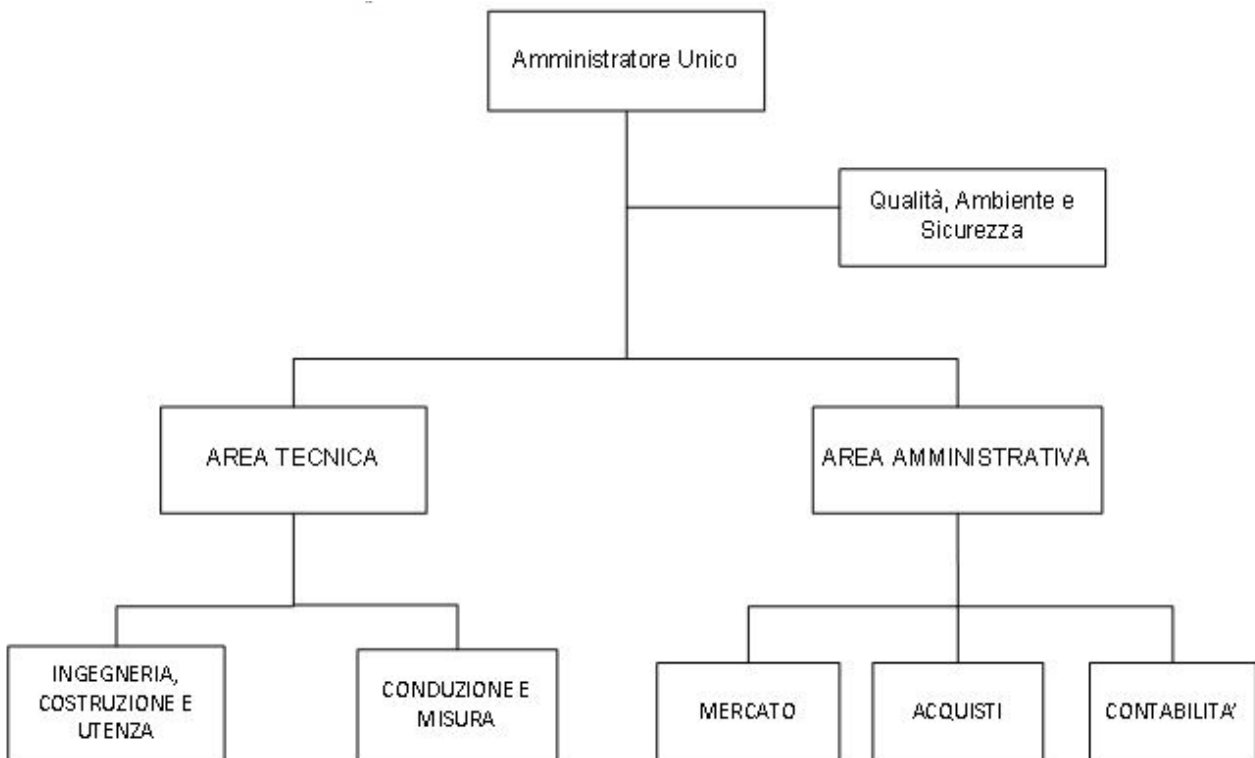 Amministratore Unico
Qualità, Ambiente e
Sicurezza
AREA TECNICA
AREA AMMINISTRATIVA
INGEGNERIA,
COSTRUZIONE E
UTENZA
CONDUZIONE E
MISURA
MERCATO
ACQUISTI
CONTABILITA'